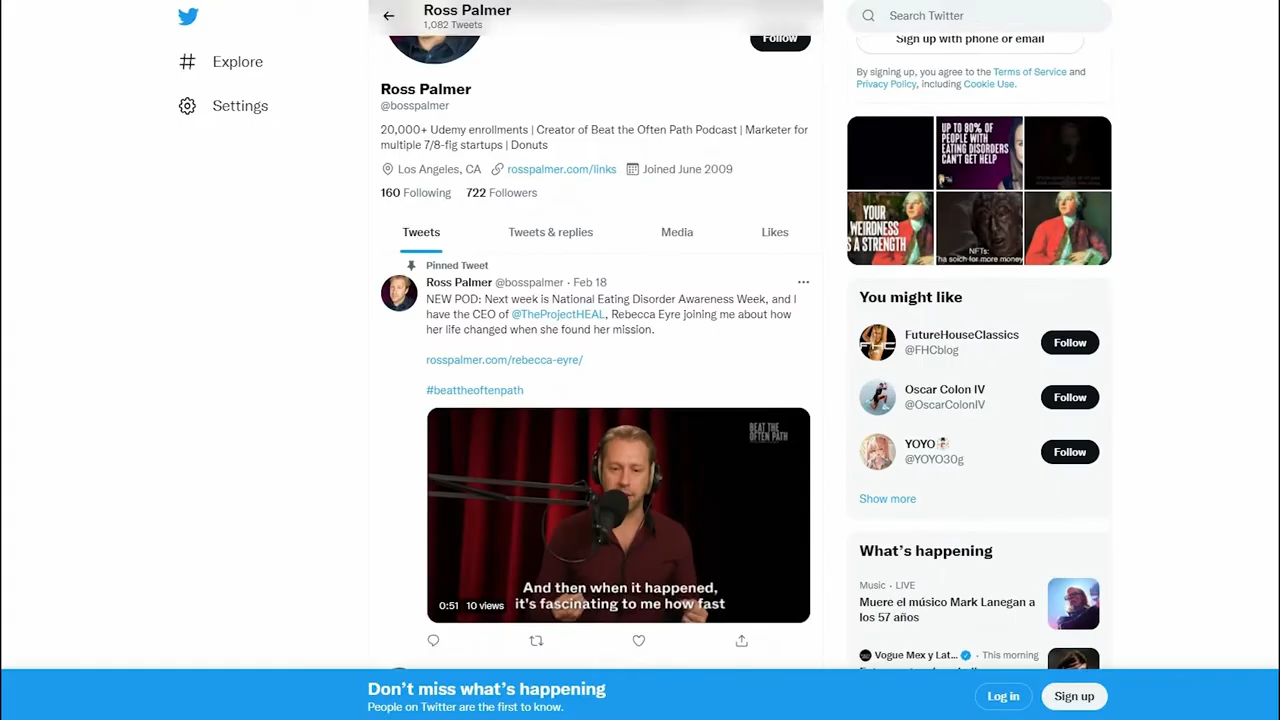 Explore
Settings
Ross Palmer
1,082 Tweets
Follow
Ross Palmer
@bosspalmer
20,000+ Udemy enrollments | Creator of Beat the Often Path Podcast | Marketer for
multiple 7/8-fig startups | Donuts
Los Angeles, CA rosspalmer.com/links Joined June 2009
160 Following 722 Followers
Tweets Tweets & replies Media Likes
Pinned Tweet
Ross Palmer @bosspalmer · Feb 18
NEW POD: Next week is National Eating Disorder Awareness Week, and I
have the CEO of @TheProjectHEAL, Rebecca Eyre joining me about how
her life changed when she found her mission.
rosspalmer.com/rebecca-eyre/
#beattheoftenpath
BEAT THE
OFTEN PATH
And then when it happened,
it's fascinating to me how fast
0:51 10 views
Search Twitter
Sign up with phone or email
By signing up, you agree to the Terms of Service and
Privacy Policy, including Cookie Use.
UP TO 80% OF
PEOPLE WITH
EATING DISORDERS
CAN'T GET HELP
YOUR
WEIRDNESS
S A STRENGTH
NFTs:
ha soich for more money
You might like
FutureHouseClassics
@FHCblog
Follow
Oscar Colon IV
@OscarColonIV
Follow
YOYO
@YOYO30g
Follow
Show more
What's happening
Music · LIVE
Muere el músico Mark Lanegan a
los 57 años
Vogue Mex y Lat... · This morning
Don't miss what's happening
People on Twitter are the first to know.
Log in
Sign up